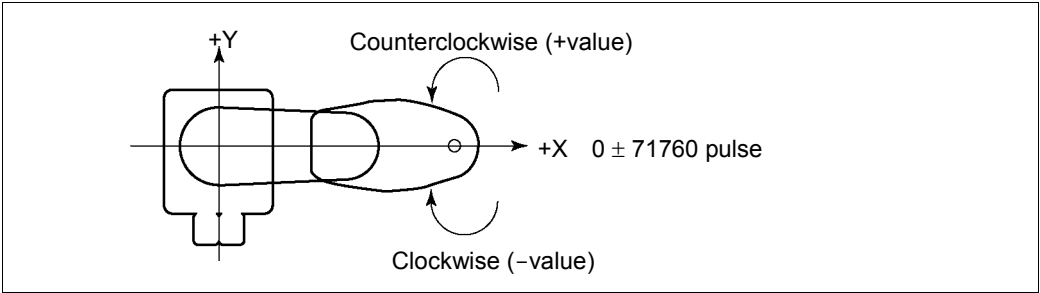 +Y
Counterclockwise (+value)
+X 0 ± 71760 pulse
Clockwise (−value)